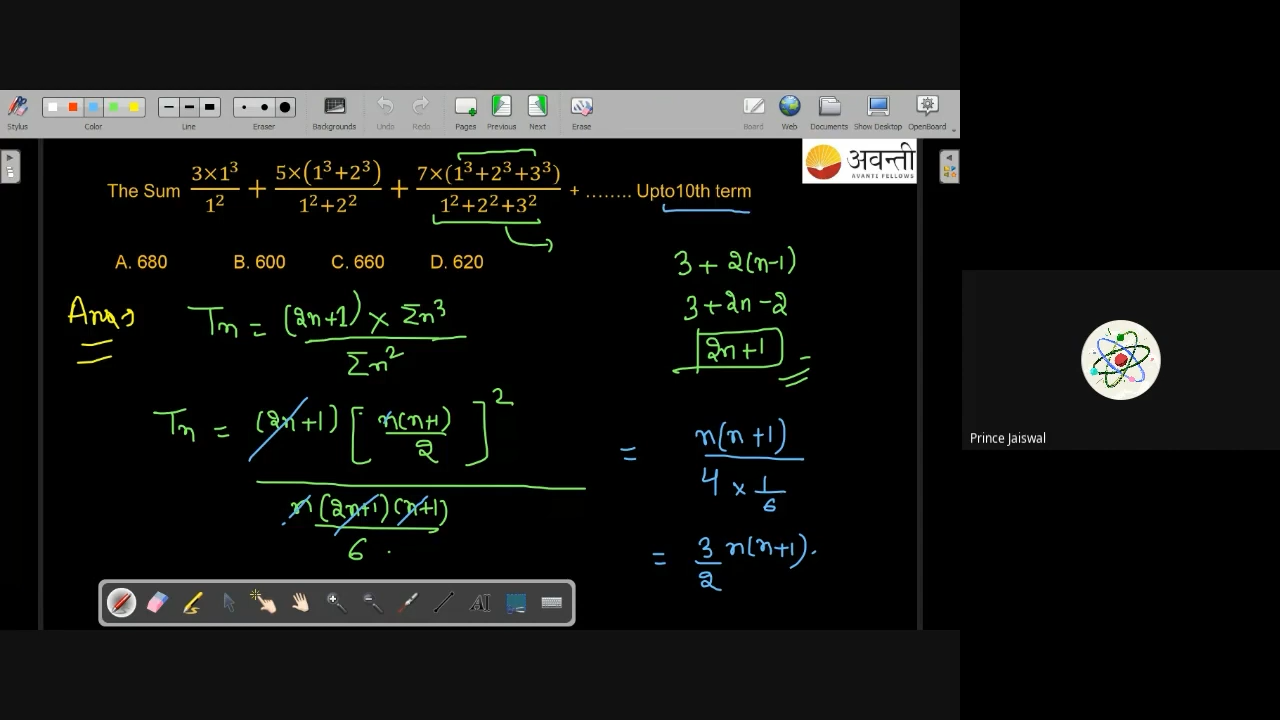 Stylus Color Line Eraser Backgrounds Undo Redo Pages Previous Next Erase Board Web Documents Show Desktop OpenBoard
अवन्ती
AVANTI FELLOWS
The Sum 3×1³/1² + 5×(1³+2³)/1²+2² + 7×(1³+2³+3³)/1²+2²+3² + …….. Upto10th term
A. 680 B. 600 C. 660 D. 620
Ans→
Tn = (2n+1) × Σn³ / Σn²
Tn = (2n+1) [n(n+1)/2]² / n(2n+1)(n+1)/6
3 + 2(n-1)
3 + 2n - 2
2n+1
= n(n+1) / 4 × 1/6
= 3/2 n(n+1).
AI
Prince Jaiswal